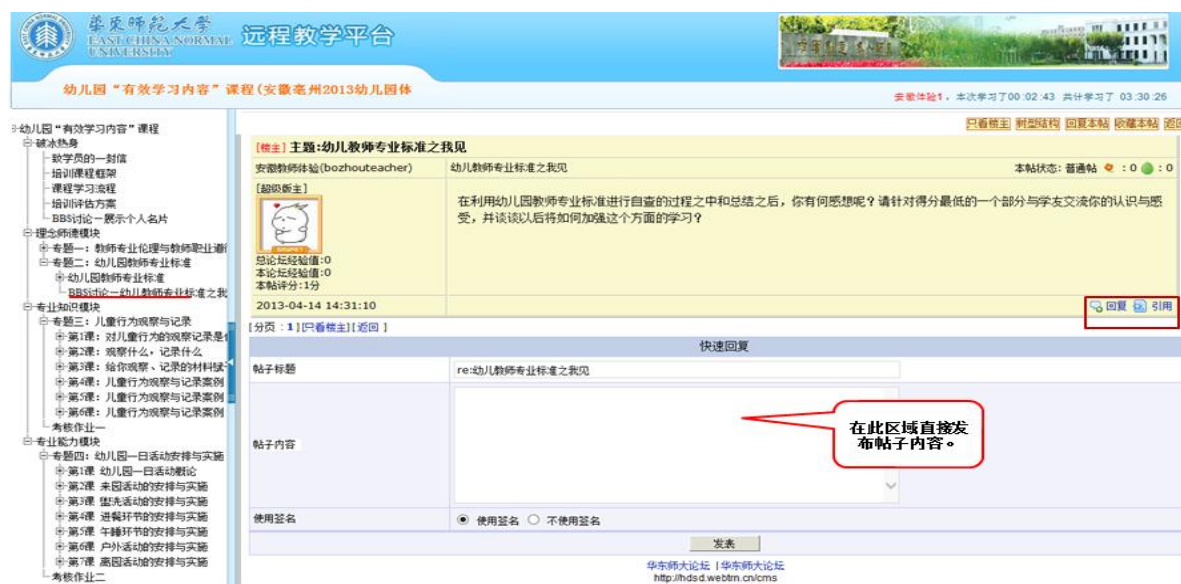 華東師範大学
EAST CHINA NORMAL
UNIVERSITY
远程教学平台
幼儿园“有效学习内容”课程(安徽亳州2013幼儿园体
安徽体验1，本次学习了00:02:43 共计学习了 03:30:26
只看楼主 树型结构 回复本帖 收藏本帖 返回
幼儿园“有效学习内容”课程
破冰热身
致学员的一封信
培训课程框架
课程学习流程
培训评估方案
BBS讨论－展示个人名片
理念师德模块
专题一：教师专业伦理与教师职业道德
专题二：幼儿园教师专业标准
幼儿园教师专业标准
BBS讨论－幼儿教师专业标准之我
专业知识模块
专题三：儿童行为观察与记录
第1课：对儿童行为的观察记录是什
第2课：观察什么，记录什么
第3课：给你观察、记录的材料赋予
第4课：儿童行为观察与记录案例
第5课：儿童行为观察与记录案例
第6课：儿童行为观察与记录案例
考核作业一
专业能力模块
专题四：幼儿园一日活动安排与实施
第1课 幼儿园一日活动概论
第2课 来园活动的安排与实施
第3课 盥洗活动的安排与实施
第4课 进餐环节的安排与实施
第5课 午睡环节的安排与实施
第6课 户外活动的安排与实施
第7课 离园活动的安排与实施
考核作业二
[楼主] 主题:幼儿教师专业标准之我见
安徽教师体验(bozhouteacher) 幼儿教师专业标准之我见 本帖状态: 普通帖 : 0 : 0
[超级版主]
在利用幼儿园教师专业标准进行自查的过程之中和总结之后，你有何感想呢？请针对得分最低的一个部分与学友交流你的认识与感
受，并谈谈以后将如何加强这个方面的学习？
总论坛经验值:0
本论坛经验值:0
本帖评分:1分
2013-04-14 14:31:10 回复 引用
[分页 : 1 ][只看楼主][返回 ]
快速回复
帖子标题 re:幼儿教师专业标准之我见
帖子内容
在此区域直接发
布帖子内容。
使用签名 使用签名 不使用签名
发表
华东师大论坛 | 华东师大论坛
http://hdsd.webtrn.cn/cms